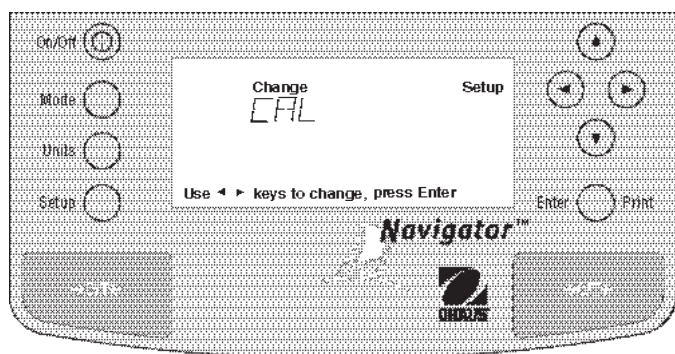 On/Off
Mode
Units
Setup
Change
CAL
Setup
Use ◄ ► keys to change, press Enter
Enter
Print
Navigator™
OHAUS